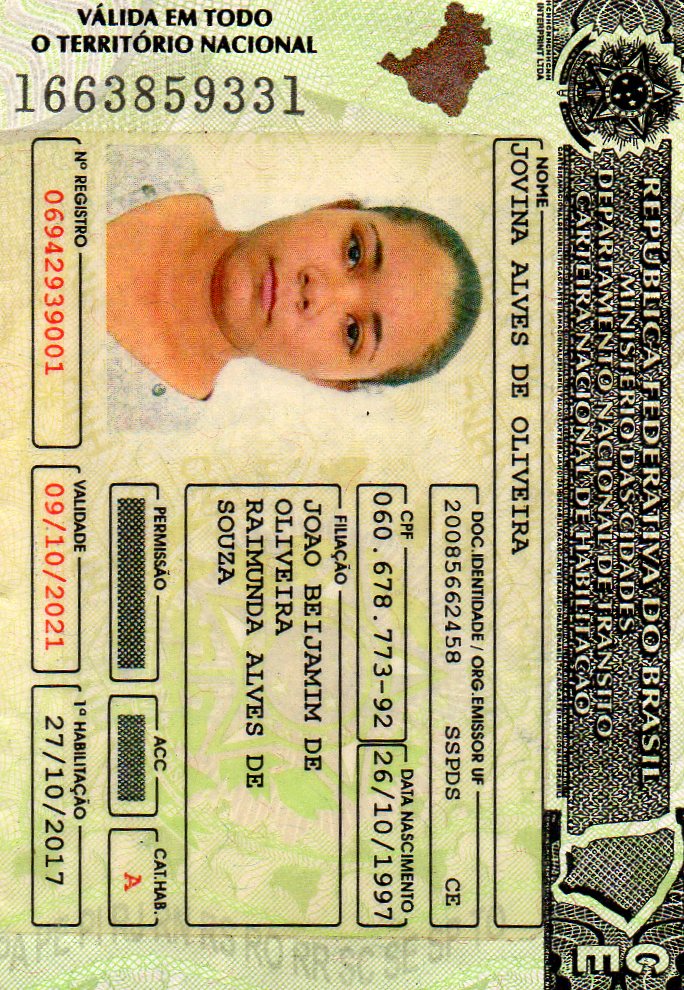 REPÚBLICA FEDERATIVA DO BRASIL
MINISTÉRIO DAS CIDADES
DEPARTAMENTO NACIONAL DE TRÂNSITO
CARTEIRA NACIONAL DE HABILITAÇÃO
CE
INTERPRINT LTDA
NOME
JOVINA ALVES DE OLIVEIRA
DOC. IDENTIDADE / ORG. EMISSOR UF
20085662458 SSPDS CE
CPF
060.678.773-92
DATA NASCIMENTO
26/10/1997
FILIAÇÃO
JOAO BEIJAMIM DE
OLIVEIRA
RAIMUNDA ALVES DE
SOUZA
PERMISSÃO
ACC
CAT. HAB.
A
Nº REGISTRO
06942939001
VALIDADE
09/10/2021
1ª HABILITAÇÃO
27/10/2017
VÁLIDA EM TODO
O TERRITÓRIO NACIONAL
1663859331